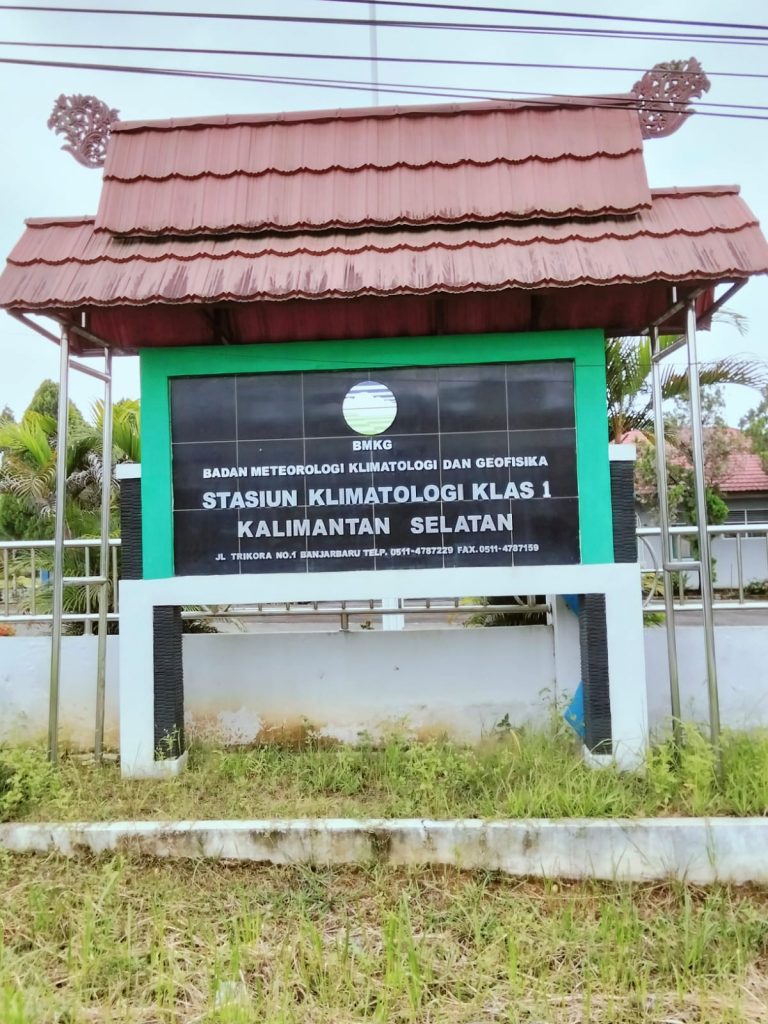 BMKG
BADAN METEOROLOGI KLIMATOLOGI DAN GEOFISIKA
STASIUN KLIMATOLOGI KLAS 1
KALIMANTAN SELATAN
JL TRIKORA NO.1 BANJARBARU TELP. 0511-4787229 FAX.0511-4787159